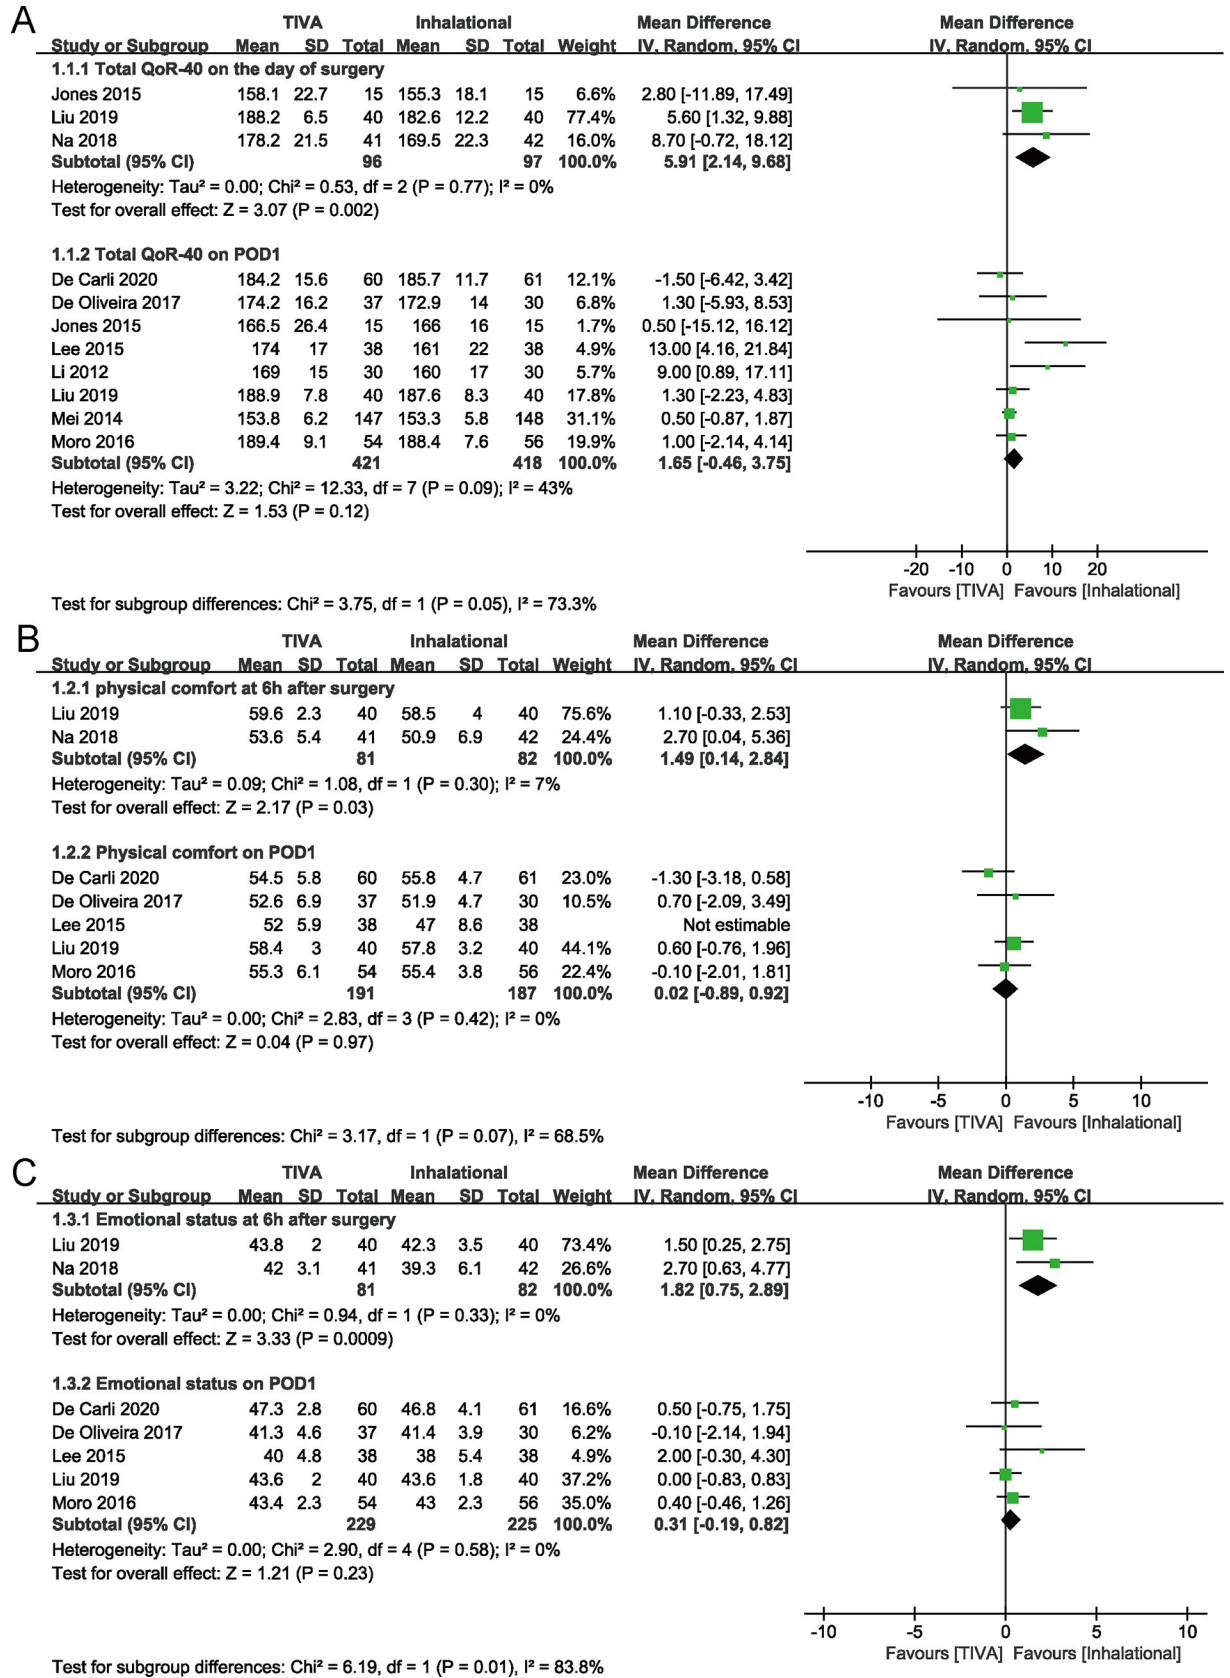 A
TIVA Inhalational Mean Difference Mean Difference
Study or Subgroup Mean SD Total Mean SD Total Weight IV, Random, 95% CI IV, Random, 95% CI
1.1.1 Total QoR-40 on the day of surgery
Jones 2015 158.1 22.7 15 155.3 18.1 15 6.6% 2.80 [-11.89, 17.49]
Liu 2019 188.2 6.5 40 182.6 12.2 40 77.4% 5.60 [1.32, 9.88]
Na 2018 178.2 21.5 41 169.5 22.3 42 16.0% 8.70 [-0.72, 18.12]
Subtotal (95% CI) 96 97 100.0% 5.91 [2.14, 9.68]
Heterogeneity: Tau² = 0.00; Chi² = 0.53, df = 2 (P = 0.77); I² = 0%
Test for overall effect: Z = 3.07 (P = 0.002)
1.1.2 Total QoR-40 on POD1
De Carli 2020 184.2 15.6 60 185.7 11.7 61 12.1% -1.50 [-6.42, 3.42]
De Oliveira 2017 174.2 16.2 37 172.9 14 30 6.8% 1.30 [-5.93, 8.53]
Jones 2015 166.5 26.4 15 166 16 15 1.7% 0.50 [-15.12, 16.12]
Lee 2015 174 17 38 161 22 38 4.9% 13.00 [4.16, 21.84]
Li 2012 169 15 30 160 17 30 5.7% 9.00 [0.89, 17.11]
Liu 2019 188.9 7.8 40 187.6 8.3 40 17.8% 1.30 [-2.23, 4.83]
Mei 2014 153.8 6.2 147 153.3 5.8 148 31.1% 0.50 [-0.87, 1.87]
Moro 2016 189.4 9.1 54 188.4 7.6 56 19.9% 1.00 [-2.14, 4.14]
Subtotal (95% CI) 421 418 100.0% 1.65 [-0.46, 3.75]
Heterogeneity: Tau² = 3.22; Chi² = 12.33, df = 7 (P = 0.09); I² = 43%
Test for overall effect: Z = 1.53 (P = 0.12)
-20 -10 0 10 20
Favours [TIVA] Favours [Inhalational]
Test for subgroup differences: Chi² = 3.75, df = 1 (P = 0.05), I² = 73.3%
B
TIVA Inhalational Mean Difference Mean Difference
Study or Subgroup Mean SD Total Mean SD Total Weight IV, Random, 95% CI IV, Random, 95% CI
1.2.1 physical comfort at 6h after surgery
Liu 2019 59.6 2.3 40 58.5 4 40 75.6% 1.10 [-0.33, 2.53]
Na 2018 53.6 5.4 41 50.9 6.9 42 24.4% 2.70 [0.04, 5.36]
Subtotal (95% CI) 81 82 100.0% 1.49 [0.14, 2.84]
Heterogeneity: Tau² = 0.09; Chi² = 1.08, df = 1 (P = 0.30); I² = 7%
Test for overall effect: Z = 2.17 (P = 0.03)
1.2.2 Physical comfort on POD1
De Carli 2020 54.5 5.8 60 55.8 4.7 61 23.0% -1.30 [-3.18, 0.58]
De Oliveira 2017 52.6 6.9 37 51.9 4.7 30 10.5% 0.70 [-2.09, 3.49]
Lee 2015 52 5.9 38 47 8.6 38 Not estimable
Liu 2019 58.4 3 40 57.8 3.2 40 44.1% 0.60 [-0.76, 1.96]
Moro 2016 55.3 6.1 54 55.4 3.8 56 22.4% -0.10 [-2.01, 1.81]
Subtotal (95% CI) 191 187 100.0% 0.02 [-0.89, 0.92]
Heterogeneity: Tau² = 0.00; Chi² = 2.83, df = 3 (P = 0.42); I² = 0%
Test for overall effect: Z = 0.04 (P = 0.97)
-10 -5 0 5 10
Favours [TIVA] Favours [Inhalational]
Test for subgroup differences: Chi² = 3.17, df = 1 (P = 0.07), I² = 68.5%
C
TIVA Inhalational Mean Difference Mean Difference
Study or Subgroup Mean SD Total Mean SD Total Weight IV, Random, 95% CI IV, Random, 95% CI
1.3.1 Emotional status at 6h after surgery
Liu 2019 43.8 2 40 42.3 3.5 40 73.4% 1.50 [0.25, 2.75]
Na 2018 42 3.1 41 39.3 6.1 42 26.6% 2.70 [0.63, 4.77]
Subtotal (95% CI) 81 82 100.0% 1.82 [0.75, 2.89]
Heterogeneity: Tau² = 0.00; Chi² = 0.94, df = 1 (P = 0.33); I² = 0%
Test for overall effect: Z = 3.33 (P = 0.0009)
1.3.2 Emotional status on POD1
De Carli 2020 47.3 2.8 60 46.8 4.1 61 16.6% 0.50 [-0.75, 1.75]
De Oliveira 2017 41.3 4.6 37 41.4 3.9 30 6.2% -0.10 [-2.14, 1.94]
Lee 2015 40 4.8 38 38 5.4 38 4.9% 2.00 [-0.30, 4.30]
Liu 2019 43.6 2 40 43.6 1.8 40 37.2% 0.00 [-0.83, 0.83]
Moro 2016 43.4 2.3 54 43 2.3 56 35.0% 0.40 [-0.46, 1.26]
Subtotal (95% CI) 229 225 100.0% 0.31 [-0.19, 0.82]
Heterogeneity: Tau² = 0.00; Chi² = 2.90, df = 4 (P = 0.58); I² = 0%
Test for overall effect: Z = 1.21 (P = 0.23)
-10 -5 0 5 10
Favours [TIVA] Favours [Inhalational]
Test for subgroup differences: Chi² = 6.19, df = 1 (P = 0.01), I² = 83.8%